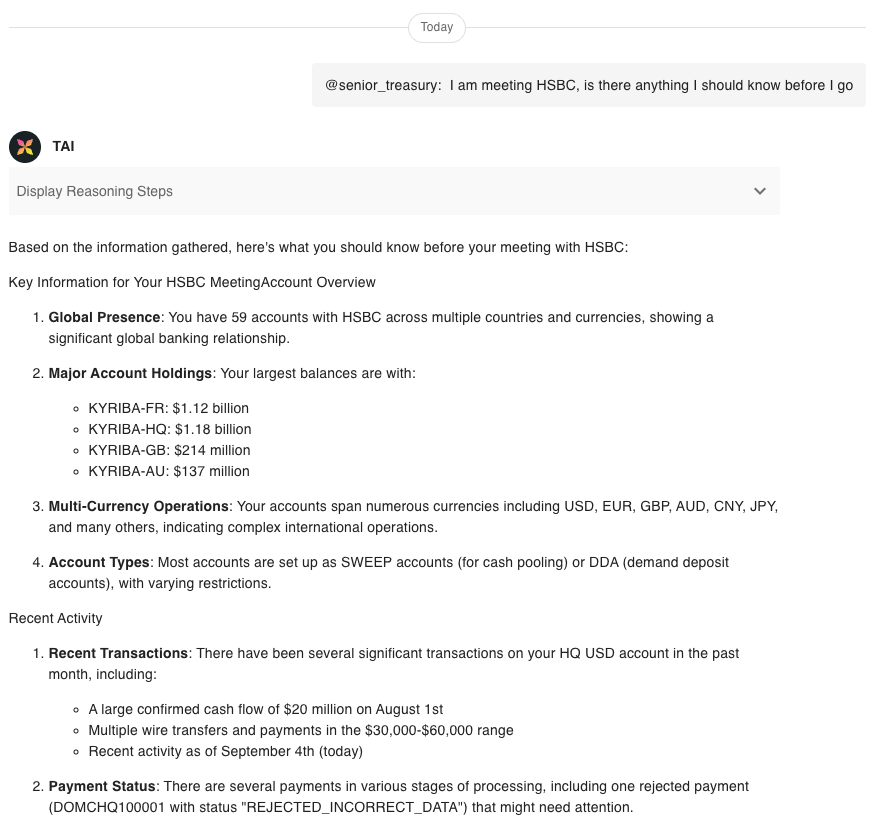 Today
@senior_treasury:  I am meeting HSBC, is there anything I should know before I go
TAI
Display Reasoning Steps
Based on the information gathered, here's what you should know before your meeting with HSBC:
Key Information for Your HSBC MeetingAccount Overview
1. Global Presence: You have 59 accounts with HSBC across multiple countries and currencies, showing a
significant global banking relationship.
2. Major Account Holdings: Your largest balances are with:
◦ KYRIBA-FR: $1.12 billion
◦ KYRIBA-HQ: $1.18 billion
◦ KYRIBA-GB: $214 million
◦ KYRIBA-AU: $137 million
3. Multi-Currency Operations: Your accounts span numerous currencies including USD, EUR, GBP, AUD, CNY, JPY,
and many others, indicating complex international operations.
4. Account Types: Most accounts are set up as SWEEP accounts (for cash pooling) or DDA (demand deposit
accounts), with varying restrictions.
Recent Activity
1. Recent Transactions: There have been several significant transactions on your HQ USD account in the past
month, including:
◦ A large confirmed cash flow of $20 million on August 1st
◦ Multiple wire transfers and payments in the $30,000-$60,000 range
◦ Recent activity as of September 4th (today)
2. Payment Status: There are several payments in various stages of processing, including one rejected payment
(DOMCHQ100001 with status "REJECTED_INCORRECT_DATA") that might need attention.